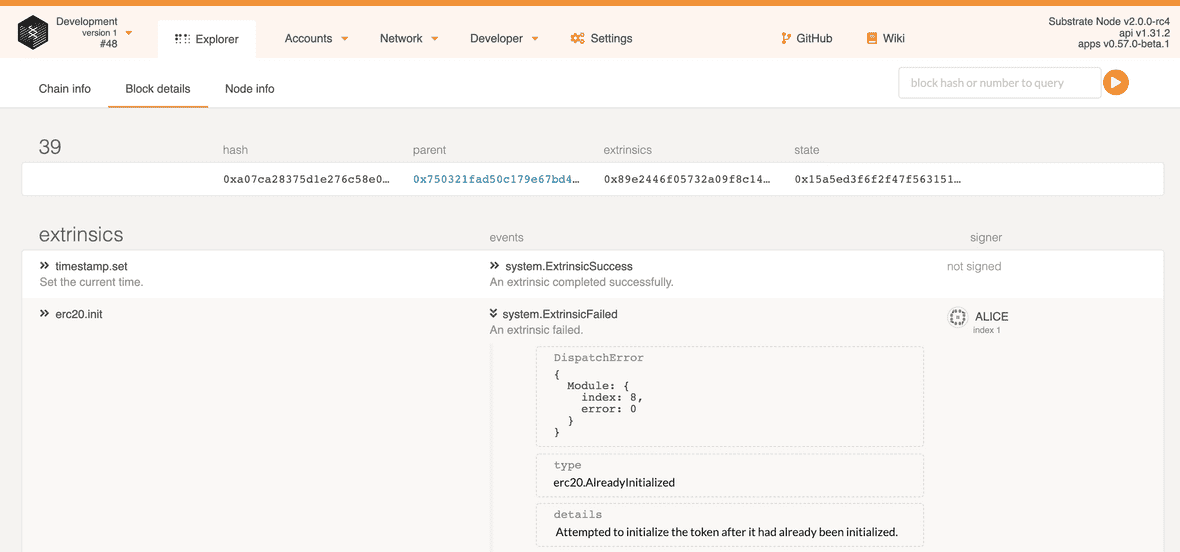 Development
version 1
#48
Explorer
Accounts
Network
Developer
Settings
GitHub
Wiki
Substrate Node v2.0.0-rc4
api v1.31.2
apps v0.57.0-beta.1
Chain info
Block details
Node info
block hash or number to query
39
hash
parent
extrinsics
state
0xa07ca28375d1e276c58e0…
0x750321fad50c179e67bd4…
0x89e2446f05732a09f8c14…
0x15a5ed3f6f2f47f563151…
extrinsics
events
signer
timestamp.set
Set the current time.
system.ExtrinsicSuccess
An extrinsic completed successfully.
not signed
erc20.init
system.ExtrinsicFailed
An extrinsic failed.
ALICE
index 1
DispatchError
{
Module: {
index: 8,
error: 0
}
}
type
erc20.AlreadyInitialized
details
Attempted to initialize the token after it had already been initialized.